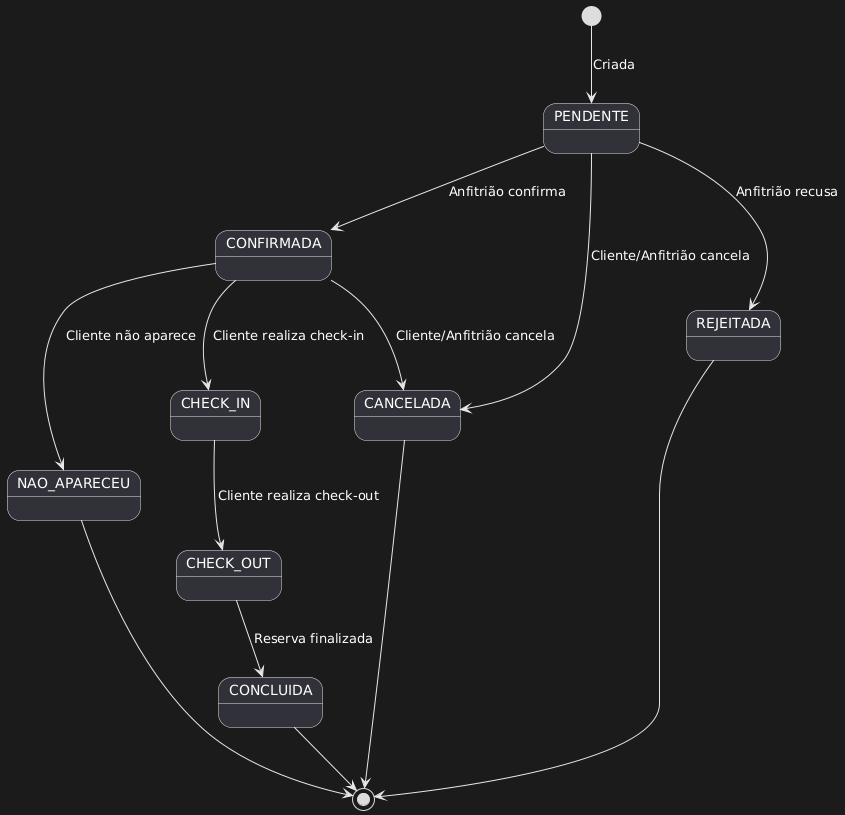 Criada
PENDENTE
Anfitrião confirma
Anfitrião recusa
CONFIRMADA
Cliente/Anfitrião cancela
REJEITADA
Cliente não aparece
Cliente realiza check-in
Cliente/Anfitrião cancela
CHECK_IN
CANCELADA
NAO_APARECEU
Cliente realiza check-out
CHECK_OUT
Reserva finalizada
CONCLUIDA